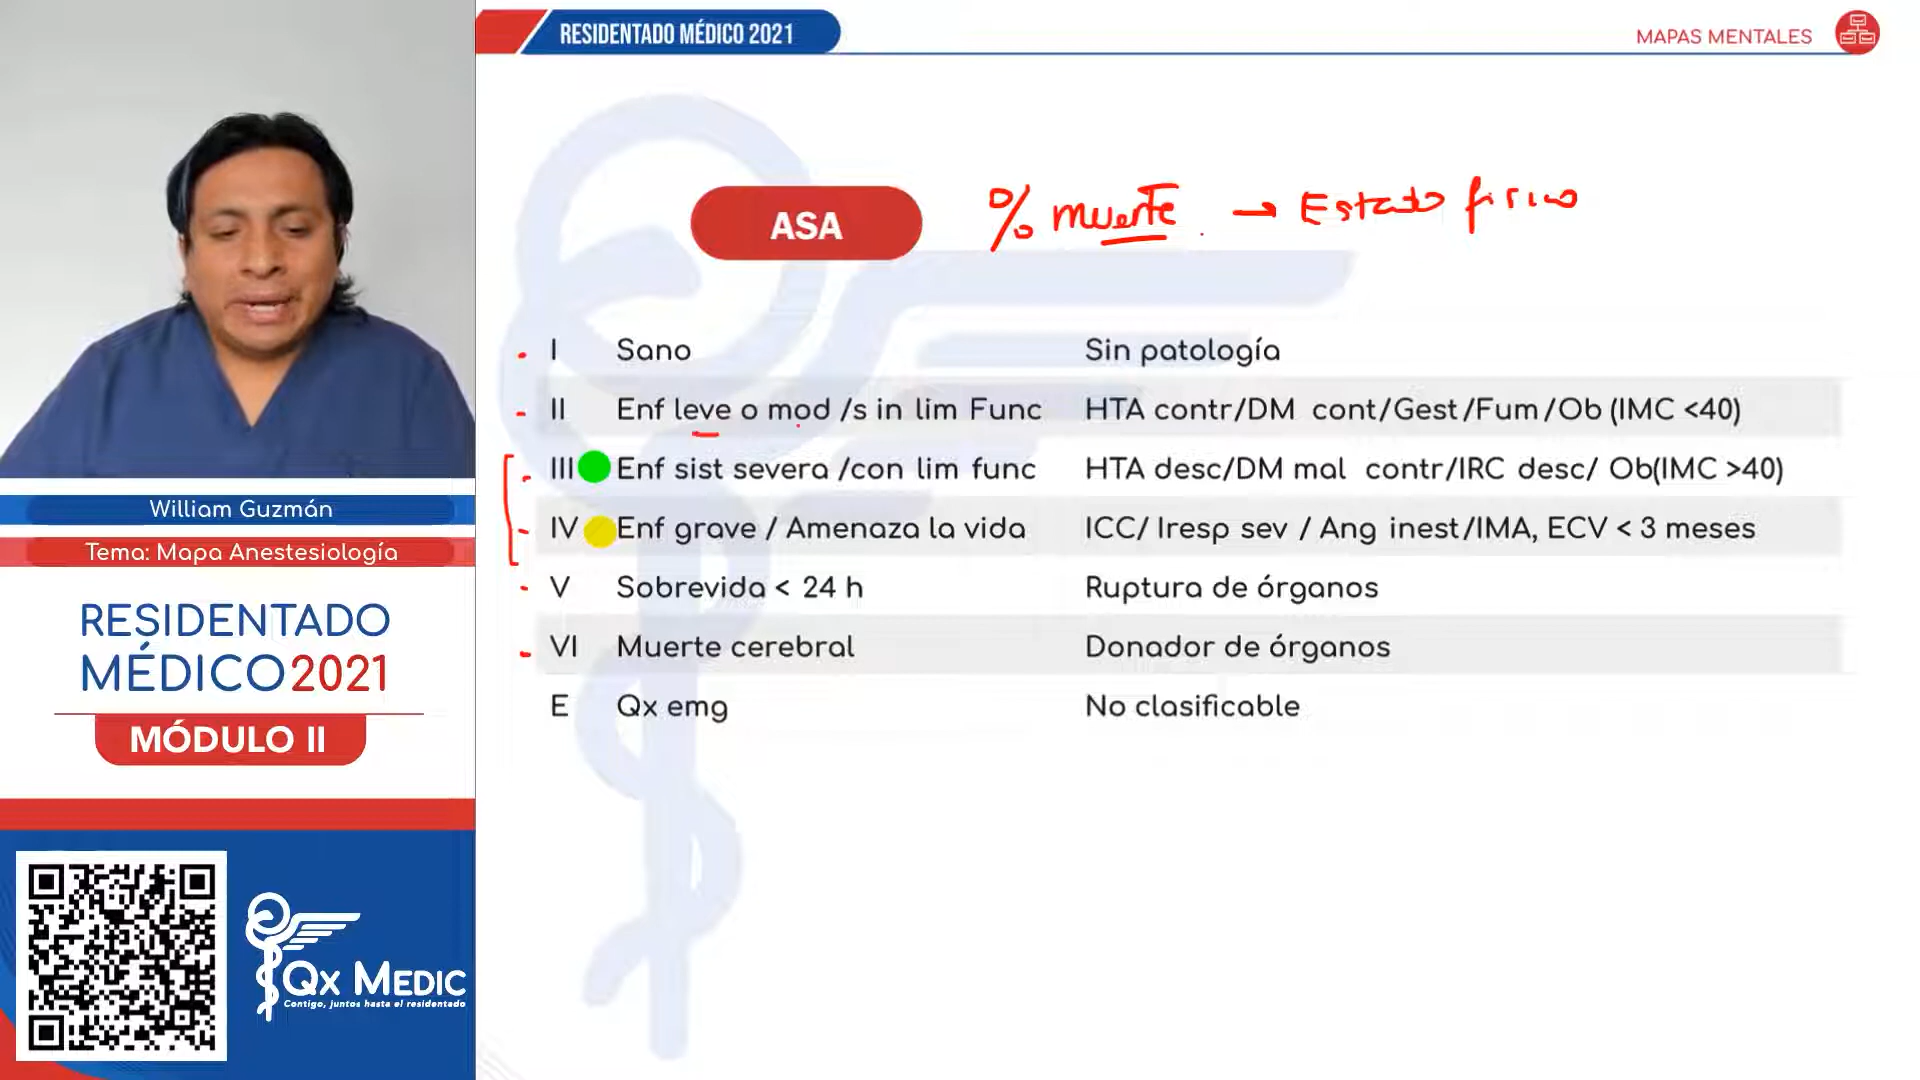 RESIDENTADO MÉDICO 2021
MAPAS MENTALES
ASA
% muerte → Estado físico
I Sano Sin patología
II Enf leve o mod /s in lim Func HTA contr/DM cont/Gest/Fum/Ob (IMC <40)
III Enf sist severa /con lim func HTA desc/DM mal contr/IRC desc/ Ob(IMC >40)
IV Enf grave / Amenaza la vida ICC/ Iresp sev / Ang inest/IMA, ECV < 3 meses
V Sobrevida < 24 h Ruptura de órganos
VI Muerte cerebral Donador de órganos
E Qx emg No clasificable
William Guzmán
Tema: Mapa Anestesiología
RESIDENTADO
MÉDICO 2021
MÓDULO II
Qx MEDIC
Contigo, juntos hasta el residentado